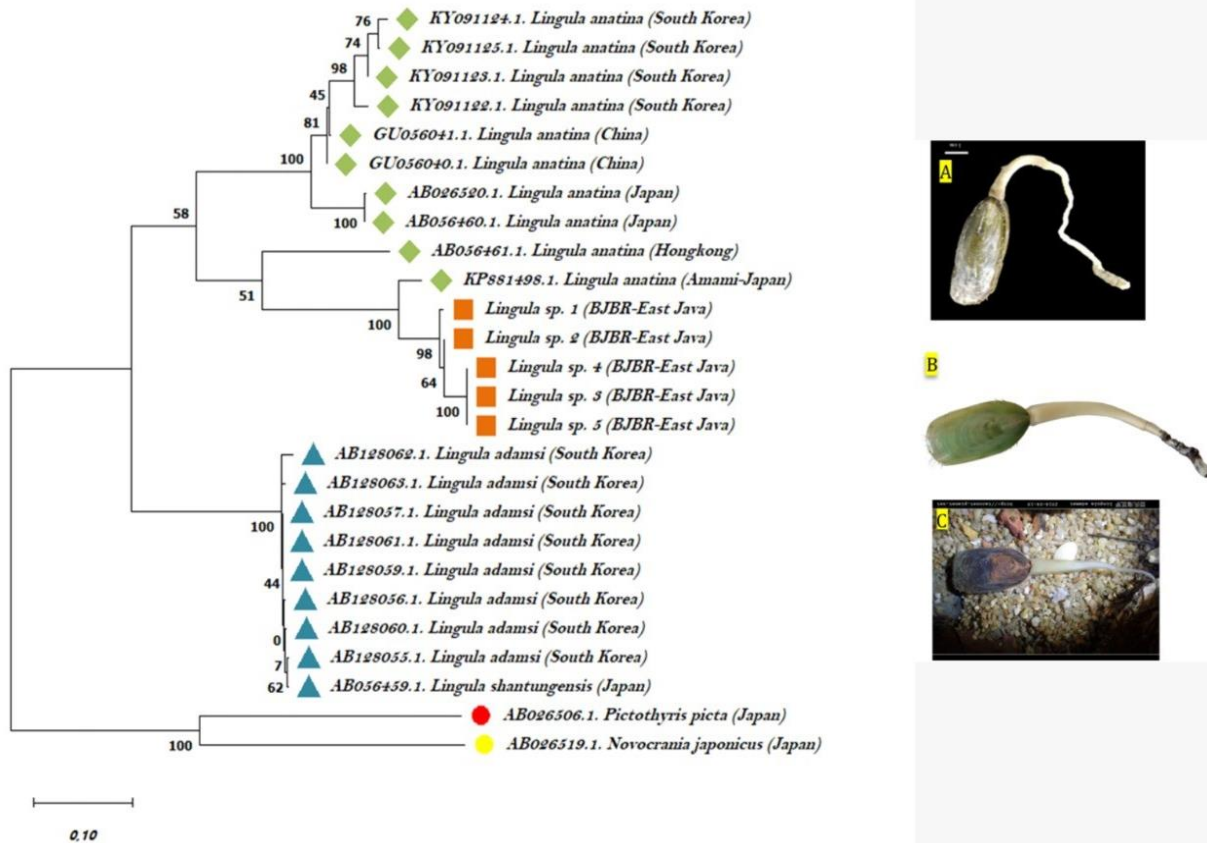 76
KY091124.1. Lingula anatina (South Korea)
74
KY091125.1. Lingula anatina (South Korea)
98
KY091123.1. Lingula anatina (South Korea)
45
KY091122.1. Lingula anatina (South Korea)
81
GU056041.1. Lingula anatina (China)
100
GU056040.1. Lingula anatina (China)
AB026520.1. Lingula anatina (Japan)
100
AB056460.1. Lingula anatina (Japan)
58
AB056461.1. Lingula anatina (Hongkong)
51
KP881498.1. Lingula anatina (Amami-Japan)
100
Lingula sp. 1 (BJBR-East Java)
Lingula sp. 2 (BJBR-East Java)
98
Lingula sp. 4 (BJBR-East Java)
64
Lingula sp. 3 (BJBR-East Java)
100
Lingula sp. 5 (BJBR-East Java)
AB128062.1. Lingula adamsi (South Korea)
AB128063.1. Lingula adamsi (South Korea)
100
AB128057.1. Lingula adamsi (South Korea)
AB128061.1. Lingula adamsi (South Korea)
44
AB128059.1. Lingula adamsi (South Korea)
AB128056.1. Lingula adamsi (South Korea)
0
AB128060.1. Lingula adamsi (South Korea)
7
AB128055.1. Lingula adamsi (South Korea)
62
AB056459.1. Lingula shantungensis (Japan)
AB026506.1. Pictothyris picta (Japan)
100
AB026519.1. Novocrania japonicus (Japan)
0,10
A
B
C